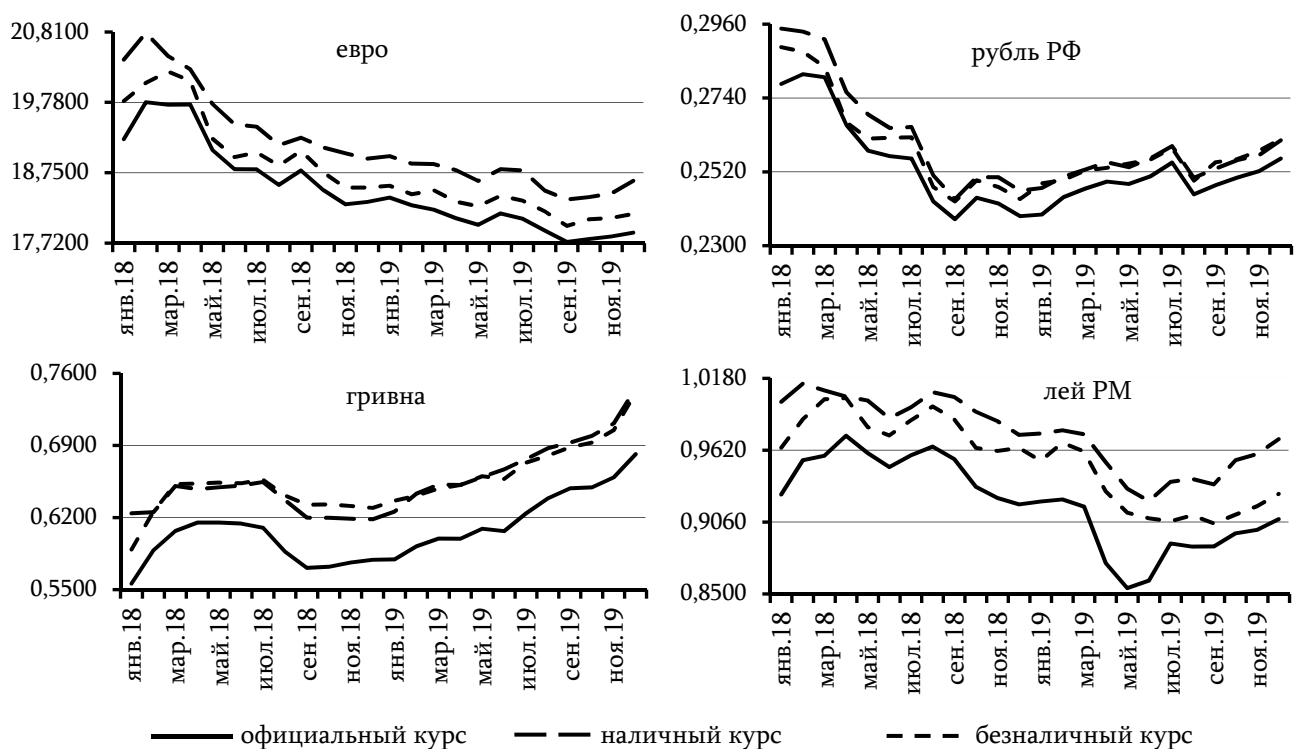 евро
20,8100
19,7800
18,7500
17,7200
янв.18
мар.18
май.18
июл.18
сен.18
ноя.18
янв.19
мар.19
май.19
июл.19
сен.19
ноя.19
рубль РФ
0,2960
0,2740
0,2520
0,2300
янв.18
мар.18
май.18
июл.18
сен.18
ноя.18
янв.19
мар.19
май.19
июл.19
сен.19
ноя.19
гривна
0,7600
0,6900
0,6200
0,5500
янв.18
мар.18
май.18
июл.18
сен.18
ноя.18
янв.19
мар.19
май.19
июл.19
сен.19
ноя.19
лей РМ
1,0180
0,9620
0,9060
0,8500
янв.18
мар.18
май.18
июл.18
сен.18
ноя.18
янв.19
мар.19
май.19
июл.19
сен.19
ноя.19
официальный курс наличный курс безналичный курс